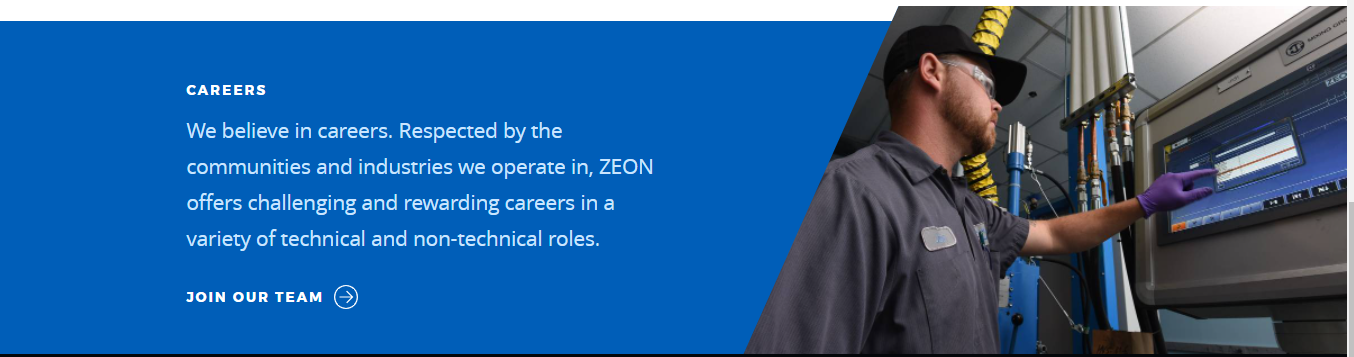 CAREERS
We believe in careers. Respected by the
communities and industries we operate in, ZEON
offers challenging and rewarding careers in a
variety of technical and non-technical roles.
JOIN OUR TEAM